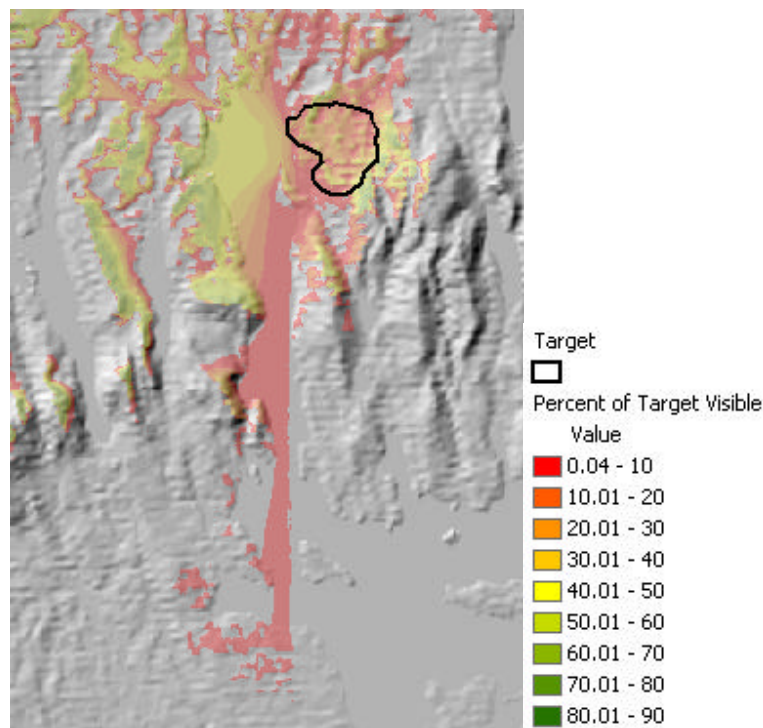 Target
Percent of Target Visible
Value
0.04 - 10
10.01 - 20
20.01 - 30
30.01 - 40
40.01 - 50
50.01 - 60
60.01 - 70
70.01 - 80
80.01 - 90